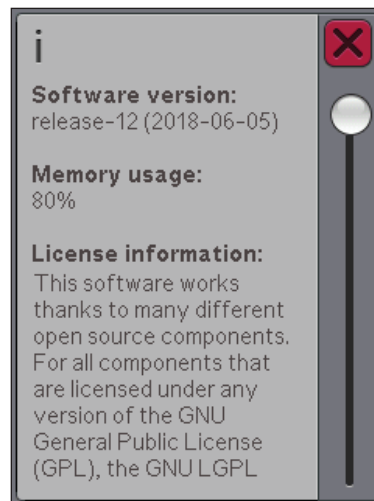 i
Software version:
release-12 (2018-06-05)
Memory usage:
80%
License information:
This software works
thanks to many different
open source components.
For all components that
are licensed under any
version of the GNU
General Public License
(GPL), the GNU LGPL